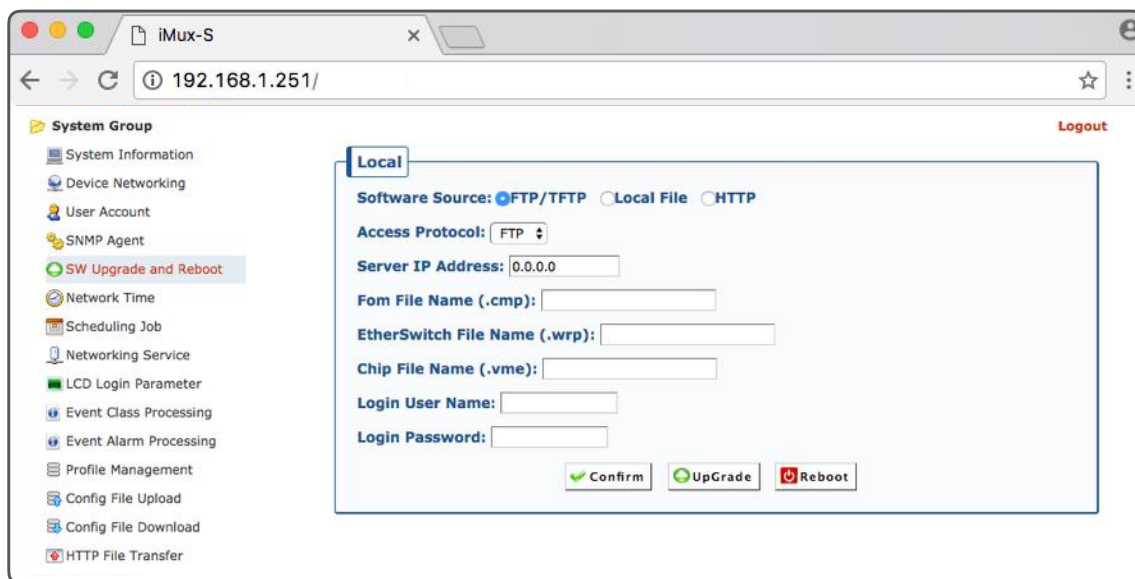 iMux-S
192.168.1.251/
System Group
System Information
Device Networking
User Account
SNMP Agent
SW Upgrade and Reboot
Network Time
Scheduling Job
Networking Service
LCD Login Parameter
Event Class Processing
Event Alarm Processing
Profile Management
Config File Upload
Config File Download
HTTP File Transfer
Logout
Local
Software Source: FTP/TFTP Local File HTTP
Access Protocol: FTP
Server IP Address: 0.0.0.0
Fom File Name (.cmp):
EtherSwitch File Name (.wrp):
Chip File Name (.vme):
Login User Name:
Login Password:
Confirm UpGrade Reboot